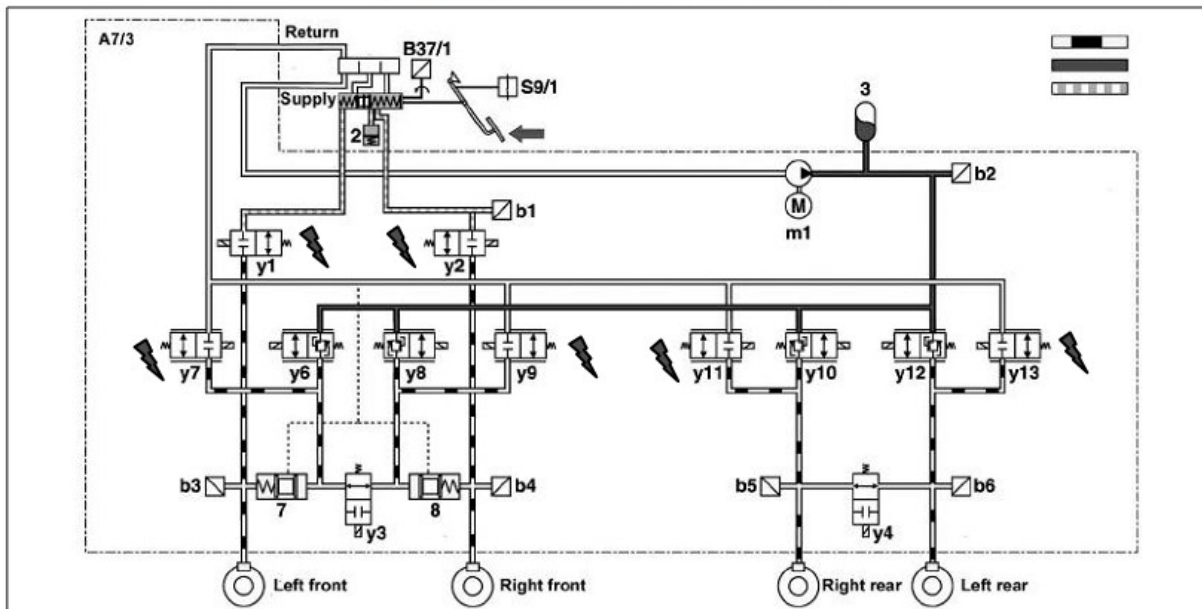 A7/3
Return
B37/1
S9/1
Supply
3
2
b2
b1
M
m1
y1
y2
y7
y6
y8
y9
y11
y10
y12
y13
b3
b4
b5
b6
7
8
y3
y4
Left front
Right front
Right rear
Left rear